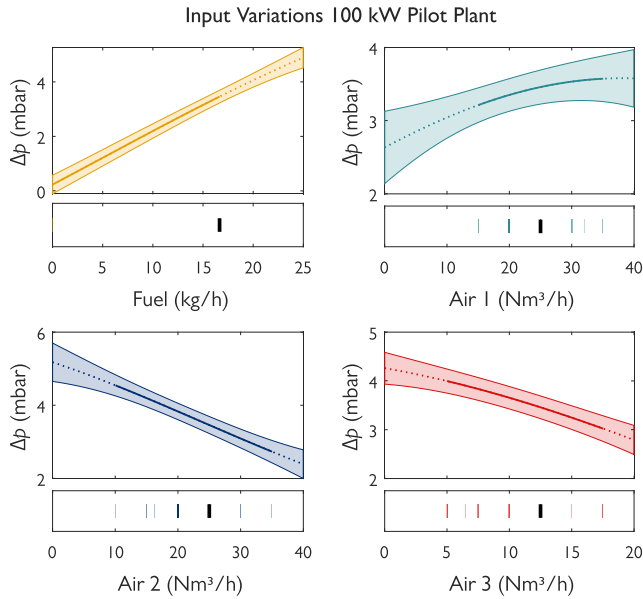 Input Variations 100 kW Pilot Plant
Δp (mbar)
4
2
0
0 5 10 15 20 25
Fuel (kg/h)
Δp (mbar)
4
3
2
0 10 20 30 40
Air 1 (Nm³/h)
Δp (mbar)
6
4
2
0 10 20 30 40
Air 2 (Nm³/h)
Δp (mbar)
5
4
3
2
0 5 10 15 20
Air 3 (Nm³/h)